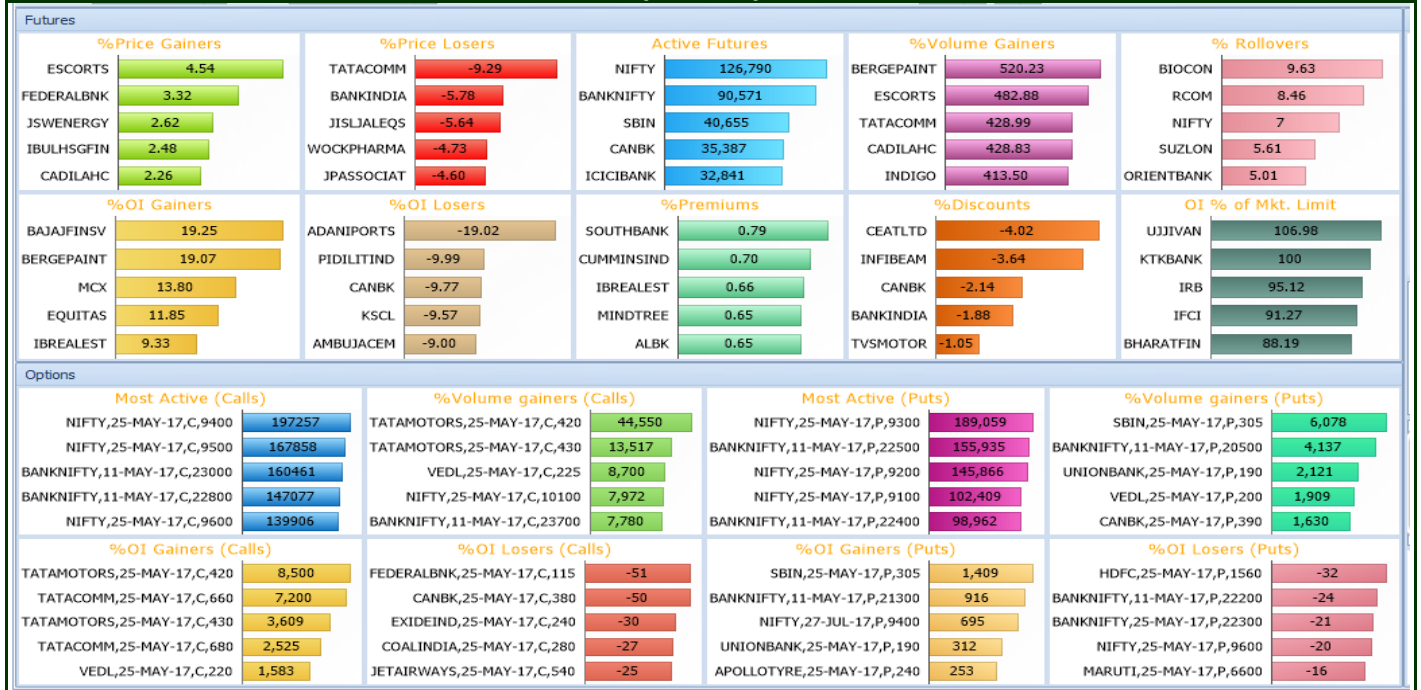 Futures
%Price Gainers
ESCORTS 4.54
FEDERALBNK 3.32
JSWENERGY 2.62
IBULHSGFIN 2.48
CADILAHC 2.26
%Price Losers
TATACOMM -9.29
BANKINDIA -5.78
JISLJALEQS -5.64
WOCKPHARMA -4.73
JPASSOCIAT -4.60
Active Futures
NIFTY 126,790
BANKNIFTY 90,571
SBIN 40,655
CANBK 35,387
ICICIBANK 32,841
%Volume Gainers
BERGEPAINT 520.23
ESCORTS 482.88
TATACOMM 428.99
CADILAHC 428.83
INDIGO 413.50
% Rollovers
BIOCON 9.63
RCOM 8.46
NIFTY 7
SUZLON 5.61
ORIENTBANK 5.01
%OI Gainers
BAJAJFINSV 19.25
BERGEPAINT 19.07
MCX 13.80
EQUITAS 11.85
IBREALEST 9.33
%OI Losers
ADANIPORTS -19.02
PIDILITIND -9.99
CANBK -9.77
KSCL -9.57
AMBUJACEM -9.00
%Premiums
SOUTHBANK 0.79
CUMMINSIND 0.70
IBREALEST 0.66
MINDTREE 0.65
ALBK 0.65
%Discounts
CEATLTD -4.02
INFIBEAM -3.64
CANBK -2.14
BANKINDIA -1.88
TVSMOTOR -1.05
OI % of Mkt. Limit
UJJIVAN 106.98
KTKBANK 100
IRB 95.12
IFCI 91.27
BHARATFIN 88.19
Options
Most Active (Calls)
NIFTY,25-MAY-17,C,9400 197257
NIFTY,25-MAY-17,C,9500 167858
BANKNIFTY,11-MAY-17,C,23000 160461
BANKNIFTY,11-MAY-17,C,22800 147077
NIFTY,25-MAY-17,C,9600 139906
%Volume gainers (Calls)
TATAMOTORS,25-MAY-17,C,420 44,550
TATAMOTORS,25-MAY-17,C,430 13,517
VEDL,25-MAY-17,C,225 8,700
NIFTY,25-MAY-17,C,10100 7,972
BANKNIFTY,11-MAY-17,C,23700 7,780
Most Active (Puts)
NIFTY,25-MAY-17,P,9300 189,059
BANKNIFTY,11-MAY-17,P,22500 155,935
NIFTY,25-MAY-17,P,9200 145,866
NIFTY,25-MAY-17,P,9100 102,409
BANKNIFTY,11-MAY-17,P,22400 98,962
%Volume gainers (Puts)
SBIN,25-MAY-17,P,305 6,078
BANKNIFTY,11-MAY-17,P,20500 4,137
UNIONBANK,25-MAY-17,P,190 2,121
VEDL,25-MAY-17,P,200 1,909
CANBK,25-MAY-17,P,390 1,630
%OI Gainers (Calls)
TATAMOTORS,25-MAY-17,C,420 8,500
TATACOMM,25-MAY-17,C,660 7,200
TATAMOTORS,25-MAY-17,C,430 3,609
TATACOMM,25-MAY-17,C,680 2,525
VEDL,25-MAY-17,C,220 1,583
%OI Losers (Calls)
FEDERALBNK,25-MAY-17,C,115 -51
CANBK,25-MAY-17,C,380 -50
EXIDEIND,25-MAY-17,C,240 -30
COALINDIA,25-MAY-17,C,280 -27
JETAIRWAYS,25-MAY-17,C,540 -25
%OI Gainers (Puts)
SBIN,25-MAY-17,P,305 1,409
BANKNIFTY,11-MAY-17,P,21300 916
NIFTY,27-JUL-17,P,9400 695
UNIONBANK,25-MAY-17,P,190 312
APOLLOTYRE,25-MAY-17,P,240 253
%OI Losers (Puts)
HDFC,25-MAY-17,P,1560 -32
BANKNIFTY,11-MAY-17,P,22200 -24
BANKNIFTY,25-MAY-17,P,22300 -21
NIFTY,25-MAY-17,P,9600 -20
MARUTI,25-MAY-17,P,6600 -16